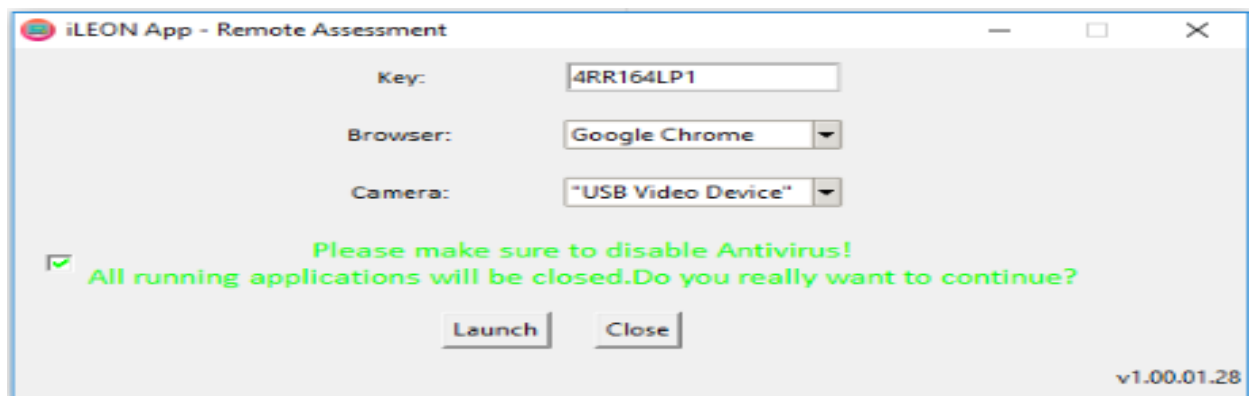 iLEON App - Remote Assessment
Key: 4RR164LP1
Browser: Google Chrome
Camera: "USB Video Device"
Please make sure to disable Antivirus!
All running applications will be closed.Do you really want to continue?
Launch Close
v1.00.01.28